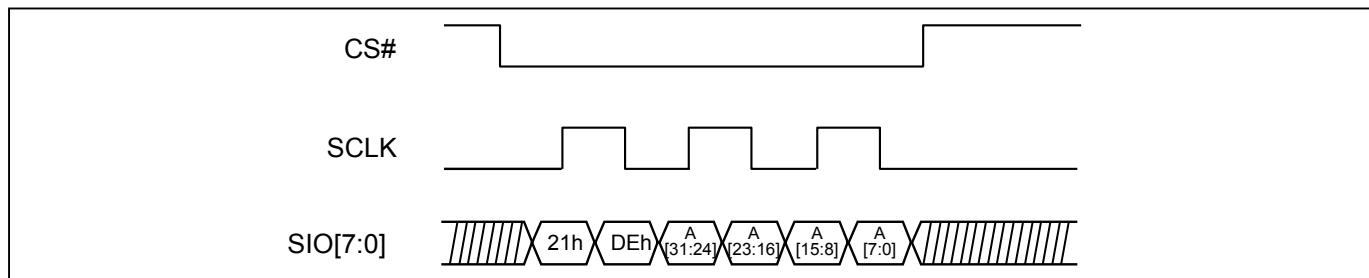 CS#
SCLK
SIO[7:0] 21h DEh A [31:24] A [23:16] A [15:8] A [7:0]